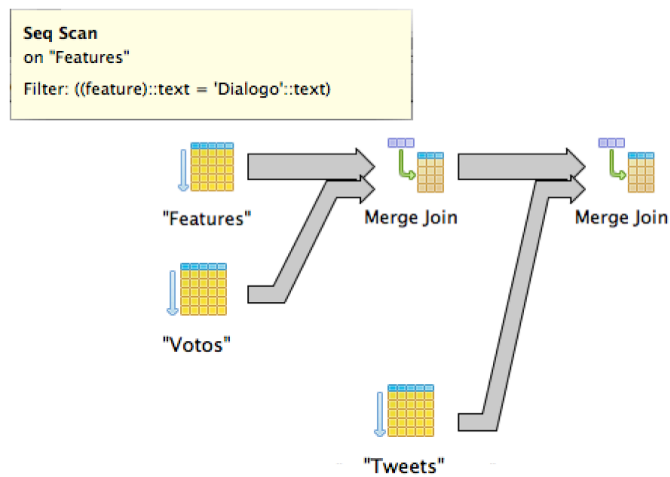 Seq Scan
on "Features"
Filter: ((feature)::text = 'Dialogo'::text)
"Features"
Merge Join
Merge Join
"Votos"
"Tweets"